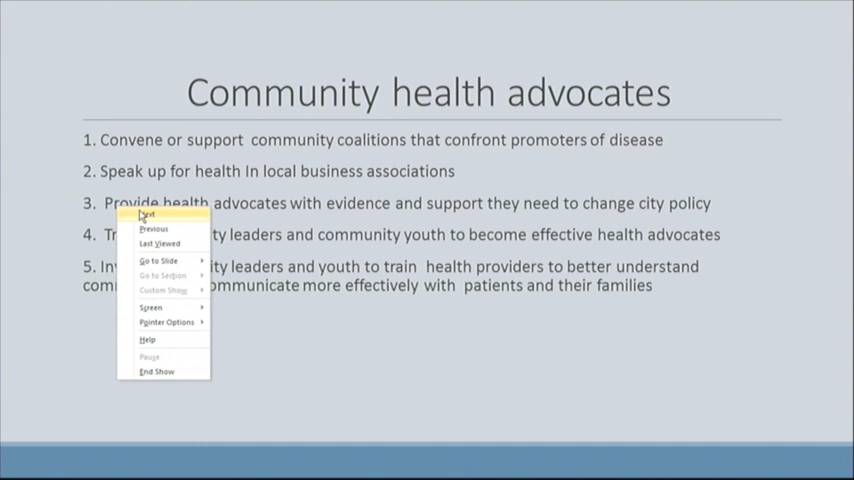 Community health advocates
1. Convene or support community coalitions that confront promoters of disease
2. Speak up for health In local business associations
3. Provide health advocates with evidence and support they need to change city policy
4. Tr ty leaders and community youth to become effective health advocates
5. In ity leaders and youth to train health providers to better understand
com ommunicate more effectively with patients and their families
Next
Previous
Last Viewed
Go to Slide
Go to Section
Custom Show
Screen
Pointer Options
Help
Pause
End Show